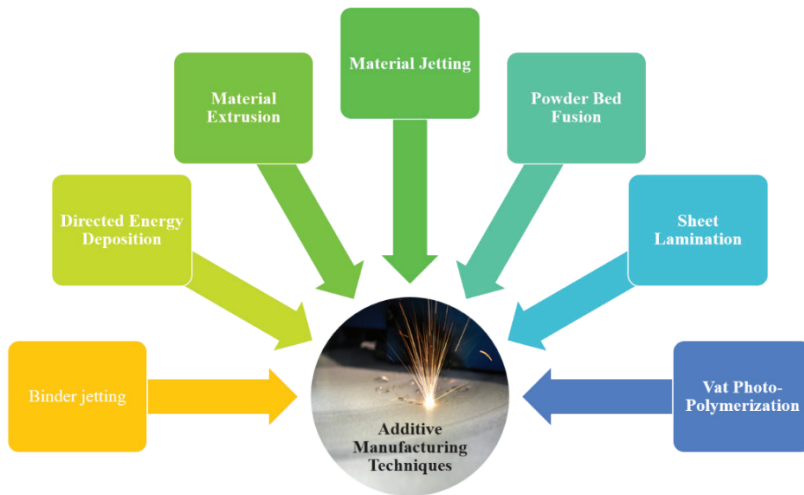 Material Jetting
Material
Extrusion
Powder Bed
Fusion
Directed Energy
Deposition
Sheet
Lamination
Binder jetting
Vat Photo-
Polymerization
Additive
Manufacturing
Techniques